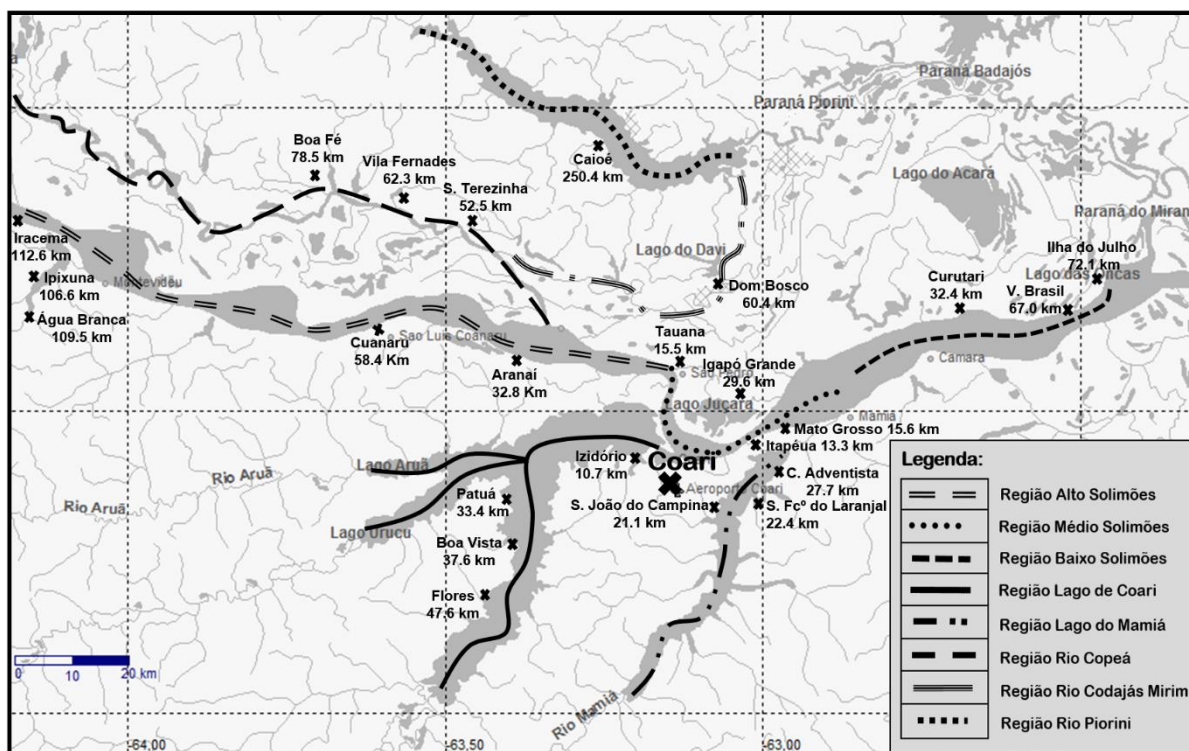 Paraná Badajós
Paraná Piorini
Boa Fé
78.5 km
Vila Fernades
62.3 km
Caioé
250.4 km
Lago do Acará
S. Terezinha
52.5 km
Paraná do Miran
Iracema
112.6 km
Lago do Davi
Ilha do Julho
72.1 km
Ipixuna
106.6 km
Dom Bosco
60.4 km
Curutari
32.4 km
V. Brasil
67.0 km
Água Branca
109.5 km
Cuanaru
58.4 Km
Sao Luis Coanaru
Tauana
15.5 km
Camara
Aranaí
32.8 Km
São Pedro
Igapó Grande
29.6 km
Lago Juçara
Mamia
Mato Grosso 15.6 km
Itapéua 13.3 km
Izidório
10.7 km
Coari
Aeroporto Coari
C. Adventista
27.7 km
Lago Aruã
Rio Aruã
Rio Aruã
Patuá
33.4 km
S. João do Campina
21.1 km
S. Fcº do Laranjal
22.4 km
Lago Urucu
Boa Vista
37.6 km
Flores
47.6 km
Rio Mamiá
0 10 20 km
-64,00
-63,50
-63,00
Legenda:
Região Alto Solimões
Região Médio Solimões
Região Baixo Solimões
Região Lago de Coari
Região Lago do Mamiá
Região Rio Copeá
Região Rio Codajás Mirim
Região Rio Piorini